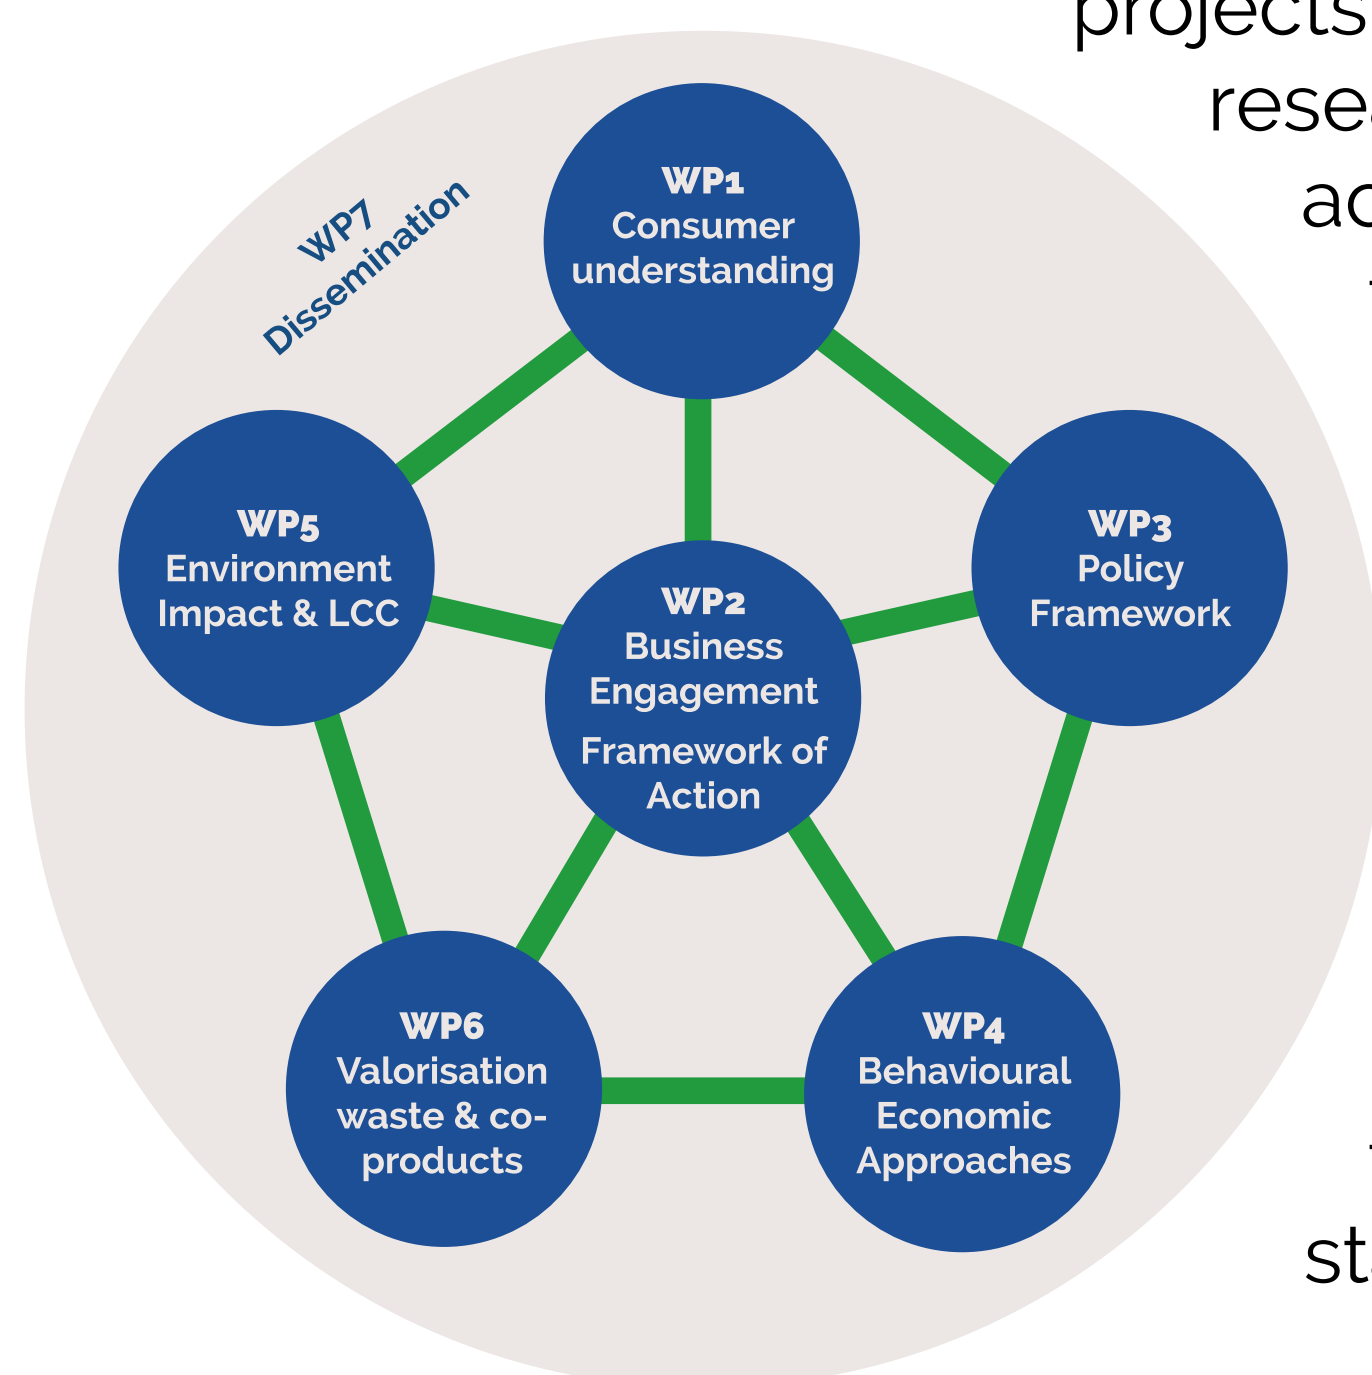 projects
WP7
Dissemination
WP1
Consumer
understanding
WP5
Environment
Impact & LCC
WP3
Policy
Framework
WP2
Business
Engagement
Framework of
Action
WP6
Valorisation
waste & co-
products
WP4
Behavioural
Economic
Approaches